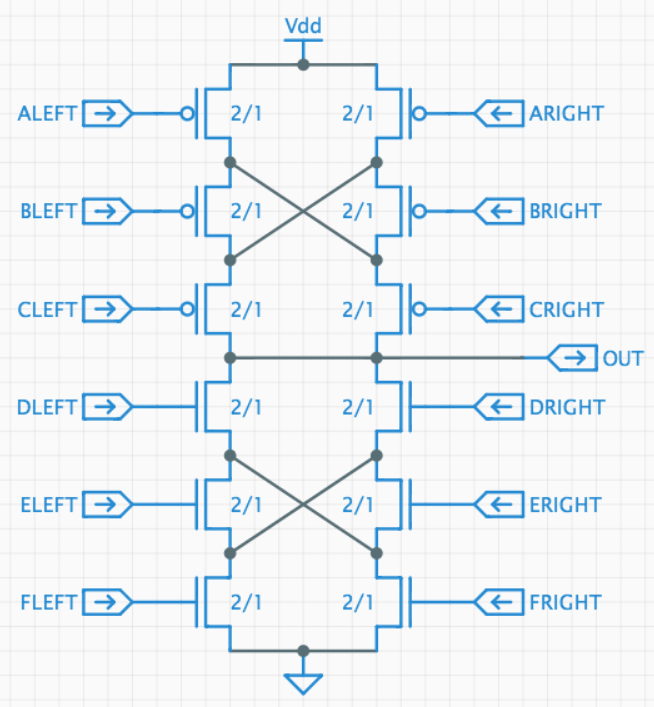 Vdd
ALEFT 2/1 2/1 ARIGHT
BLEFT 2/1 2/1 BRIGHT
CLEFT 2/1 2/1 CRIGHT
OUT
DLEFT 2/1 2/1 DRIGHT
ELEFT 2/1 2/1 ERIGHT
FLEFT 2/1 2/1 FRIGHT